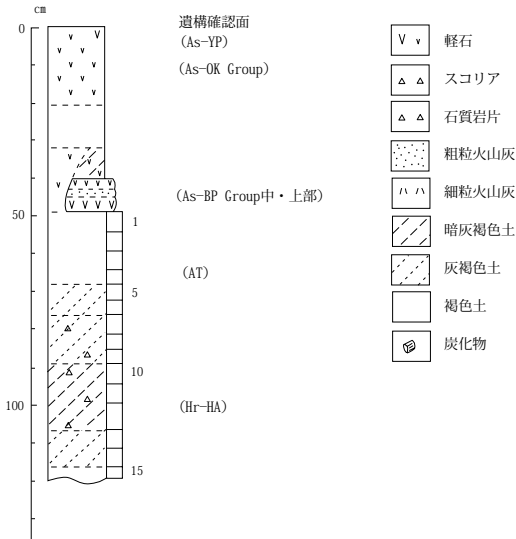 cm
0
50
100
遺構確認面
(As-YP)
(As-OK Group)
(As-BP Group中・上部)
(AT)
(Hr-HA)
1
5
10
15
軽石
スコリア
石質岩片
粗粒火山灰
細粒火山灰
暗灰褐色土
灰褐色土
褐色土
炭化物